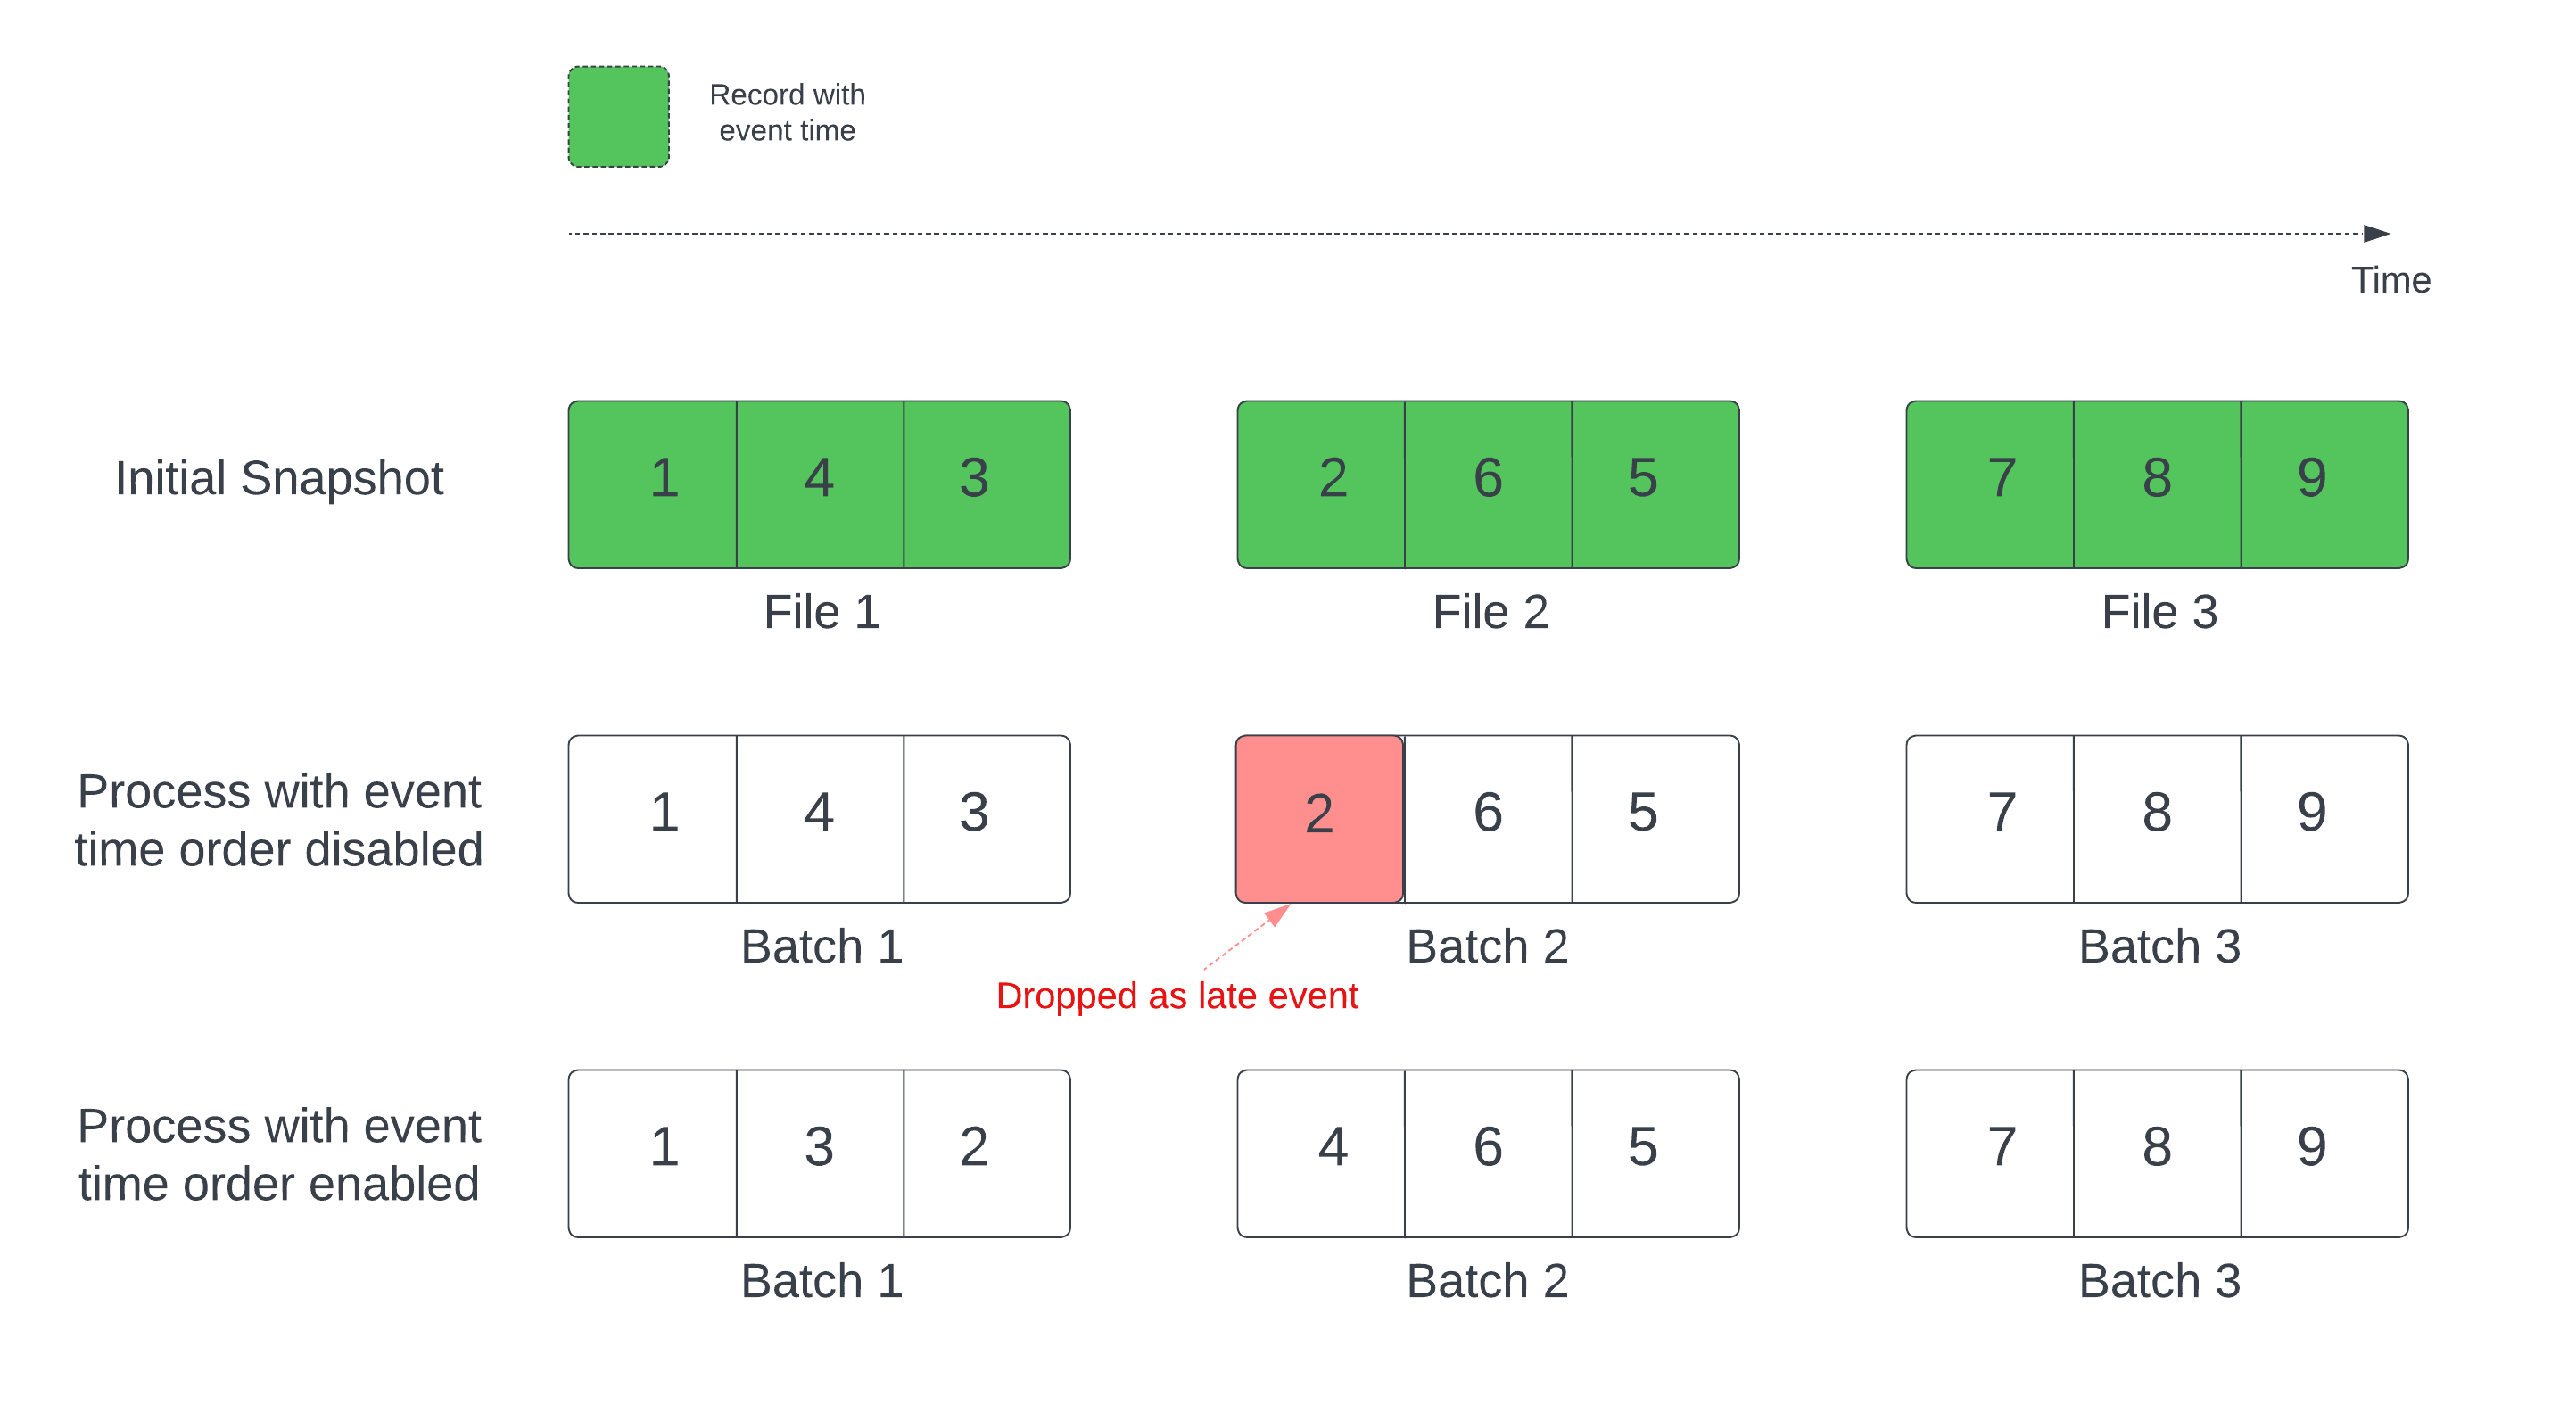 Record with
event time
Time
Initial Snapshot
1 4 3
2 6 5
7 8 9
File 1
File 2
File 3
Process with event
time order disabled
1 4 3
2 6 5
7 8 9
Batch 1
Batch 2
Batch 3
Dropped as late event
Process with event
time order enabled
1 3 2
4 6 5
7 8 9
Batch 1
Batch 2
Batch 3